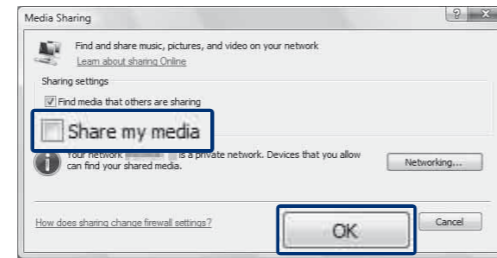 Media Sharing
Find and share music, pictures, and video on your network
Learn about sharing Online
Sharing settings
Find media that others are sharing
Share my media
Your network is a private network. Devices that you allow
can find your shared media.
Networking...
How does sharing change firewall settings?
OK
Cancel